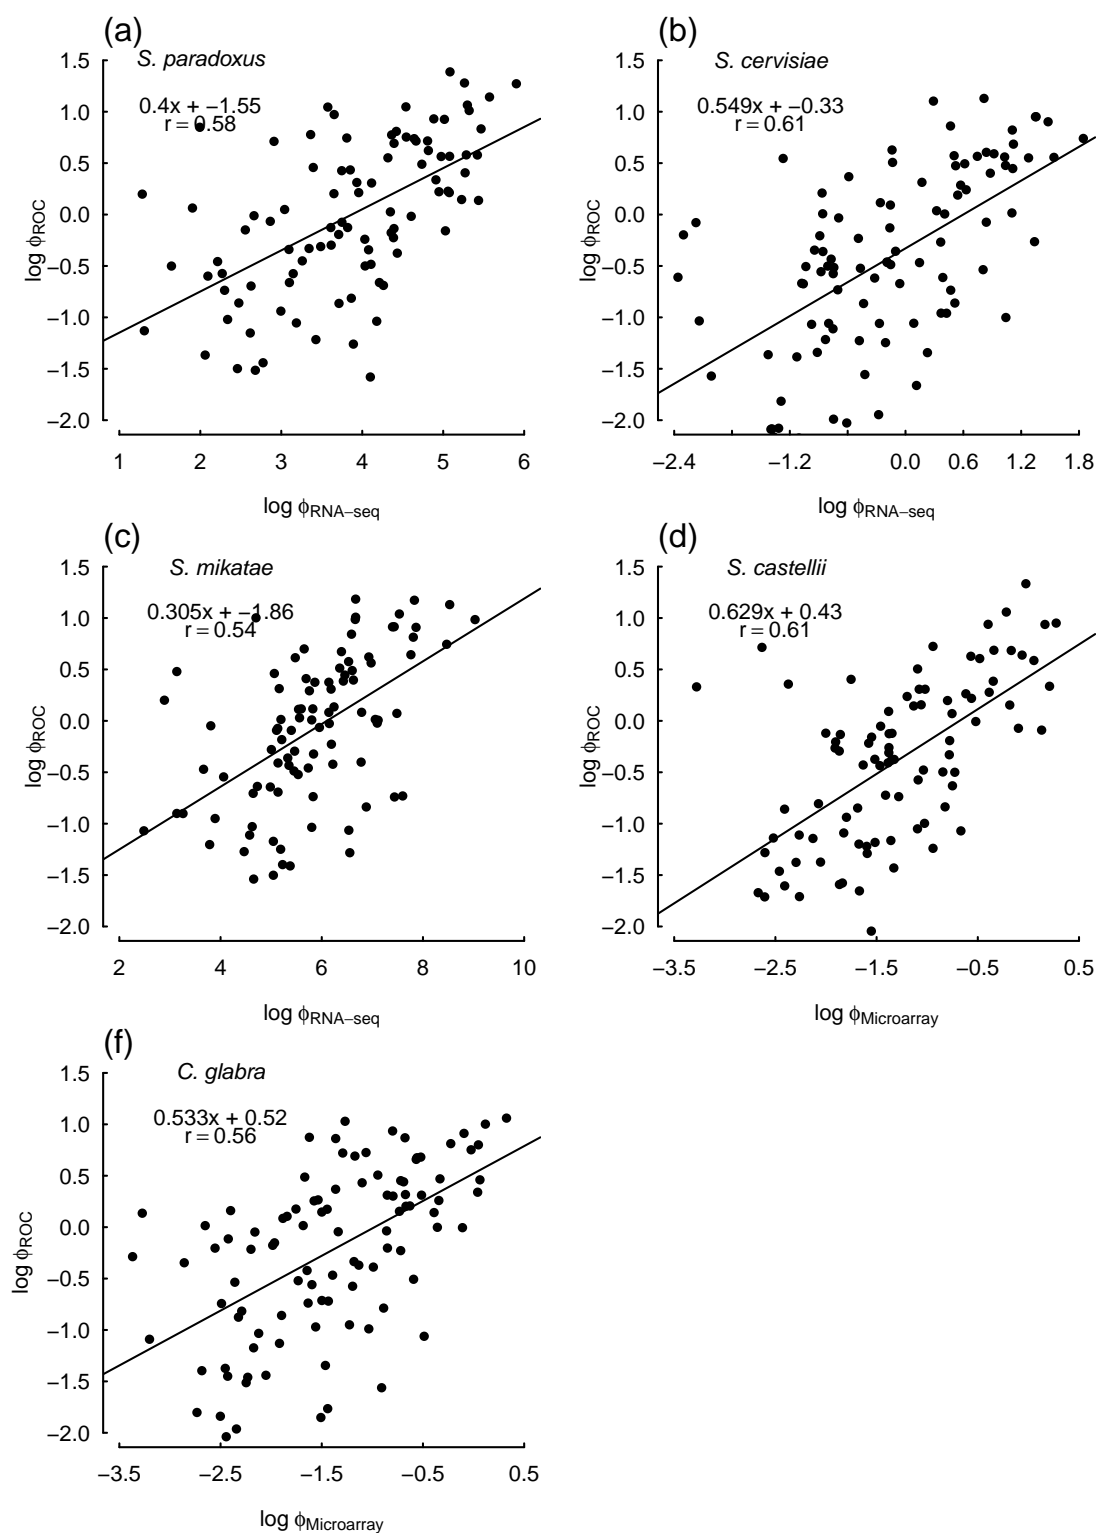 (a)
S. paradoxus
0.4x + −1.55
r = 0.58
1.5
1.0
0.5
0.0
−0.5
−1.0
−1.5
−2.0
log ϕROC
1 2 3 4 5 6
log ϕRNA−seq
(b)
S. cervisiae
0.549x + −0.33
r = 0.61
1.5
1.0
0.5
0.0
−0.5
−1.0
−1.5
−2.0
log ϕROC
−2.4 −1.2 0.0 0.6 1.2 1.8
log ϕRNA−seq
(c)
S. mikatae
0.305x + −1.86
r = 0.54
1.5
1.0
0.5
0.0
−0.5
−1.0
−1.5
−2.0
log ϕROC
2 4 6 8 10
log ϕRNA−seq
(d)
S. castellii
0.629x + 0.43
r = 0.61
1.5
1.0
0.5
0.0
−0.5
−1.0
−1.5
−2.0
log ϕROC
−3.5 −2.5 −1.5 −0.5 0.5
log ϕMicroarray
(f)
C. glabra
0.533x + 0.52
r = 0.56
1.5
1.0
0.5
0.0
−0.5
−1.0
−1.5
−2.0
log ϕROC
−3.5 −2.5 −1.5 −0.5 0.5
log ϕMicroarray